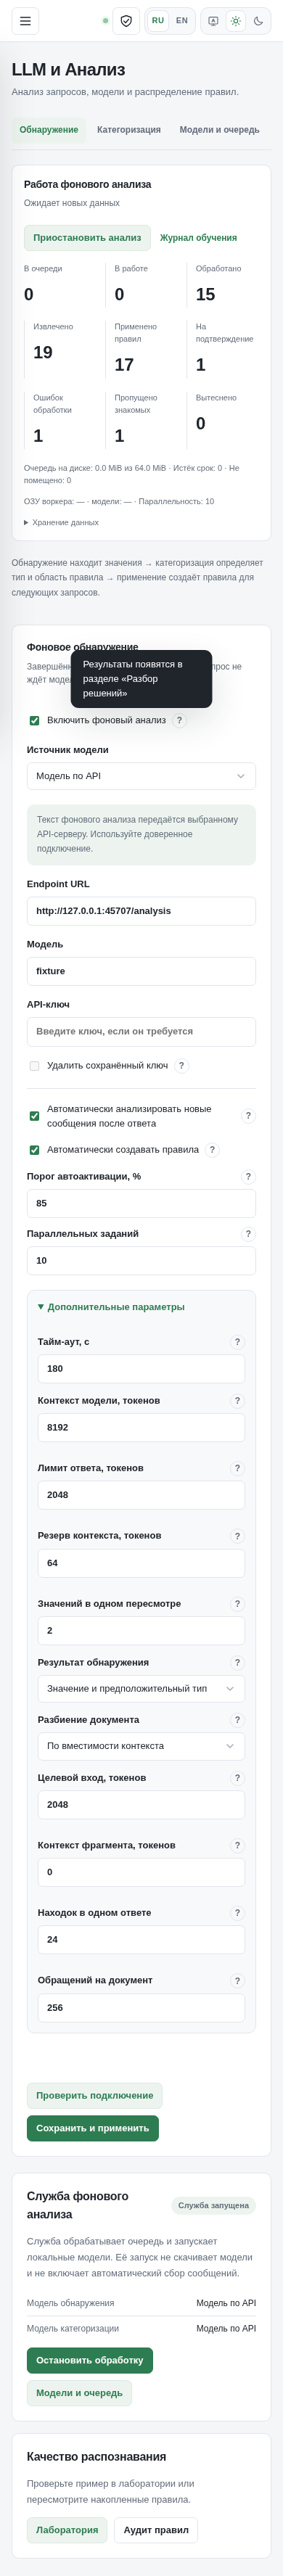 RU EN
LLM и Анализ
Анализ запросов, модели и распределение правил.
Обнаружение Категоризация Модели и очередь
Работа фонового анализа
Ожидает новых данных
Приостановить анализ Журнал обучения
В очереди В работе Обработано
0 0 15
Извлечено Применено правил На подтверждение
19 17 1
Ошибок обработки Пропущено знакомых Вытеснено
1 1 0
Очередь на диске: 0.0 MiB из 64.0 MiB · Истёк срок: 0 · Не
помещено: 0
ОЗУ воркера: — · модели: — · Параллельность: 10
Хранение данных
Обнаружение находит значения → категоризация определяет
тип и область правила → применение создаёт правила для
следующих запросов.
Фоновое обнаружение
Результаты появятся в
разделе «Разбор
решений»
не
ждёт
Включить фоновый анализ ?
Источник модели
Модель по API
Текст фонового анализа передаётся выбранному
API-серверу. Используйте доверенное
подключение.
Endpoint URL
http://127.0.0.1:45707/analysis
Модель
fixture
API-ключ
Введите ключ, если он требуется
Удалить сохранённый ключ ?
Автоматически анализировать новые
сообщения после ответа ?
Автоматически создавать правила ?
Порог автоактивации, % ?
85
Параллельных заданий ?
10
Дополнительные параметры
Тайм-аут, с ?
180
Контекст модели, токенов ?
8192
Лимит ответа, токенов ?
2048
Резерв контекста, токенов ?
64
Значений в одном пересмотре ?
2
Результат обнаружения ?
Значение и предположительный тип
Разбиение документа ?
По вместимости контекста
Целевой вход, токенов ?
2048
Контекст фрагмента, токенов ?
0
Находок в одном ответе ?
24
Обращений на документ ?
256
Проверить подключение
Сохранить и применить
Служба фонового
анализа
Служба запущена
Служба обрабатывает очередь и запускает
локальные модели. Её запуск не скачивает модели
и не включает автоматический сбор сообщений.
Модель обнаружения Модель по API
Модель категоризации Модель по API
Остановить обработку
Модели и очередь
Качество распознавания
Проверьте пример в лаборатории или
пересмотрите накопленные правила.
Лаборатория Аудит правил